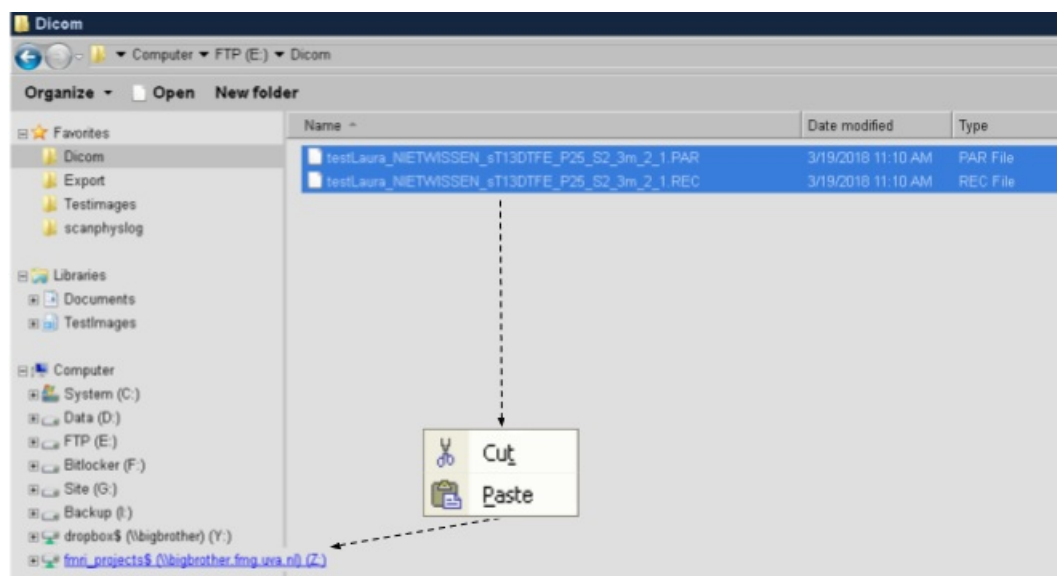 Dicom
Computer FTP (E:) Dicom
Organize Open New folder
Name Date modified Type
testLaura_NIETWISSEN_sT13DTFE_P25_S2_3m_2_1.PAR 3/19/2018 11:10 AM PAR File
testLaura_NIETWISSEN_sT13DTFE_P25_S2_3m_2_1.REC 3/19/2018 11:10 AM REC File
Favorites
Dicom
Export
Testimages
scanphyslog
Libraries
Documents
TestImages
Computer
System (C:)
Data (D:)
FTP (E:)
Bitlocker (F:)
Site (G:)
Backup (I:)
dropbox$ (\\bigbrother) (Y:)
fmri_projects$ (\\bigbrother.fmg.uva.nl) (Z:)
Cut
Paste